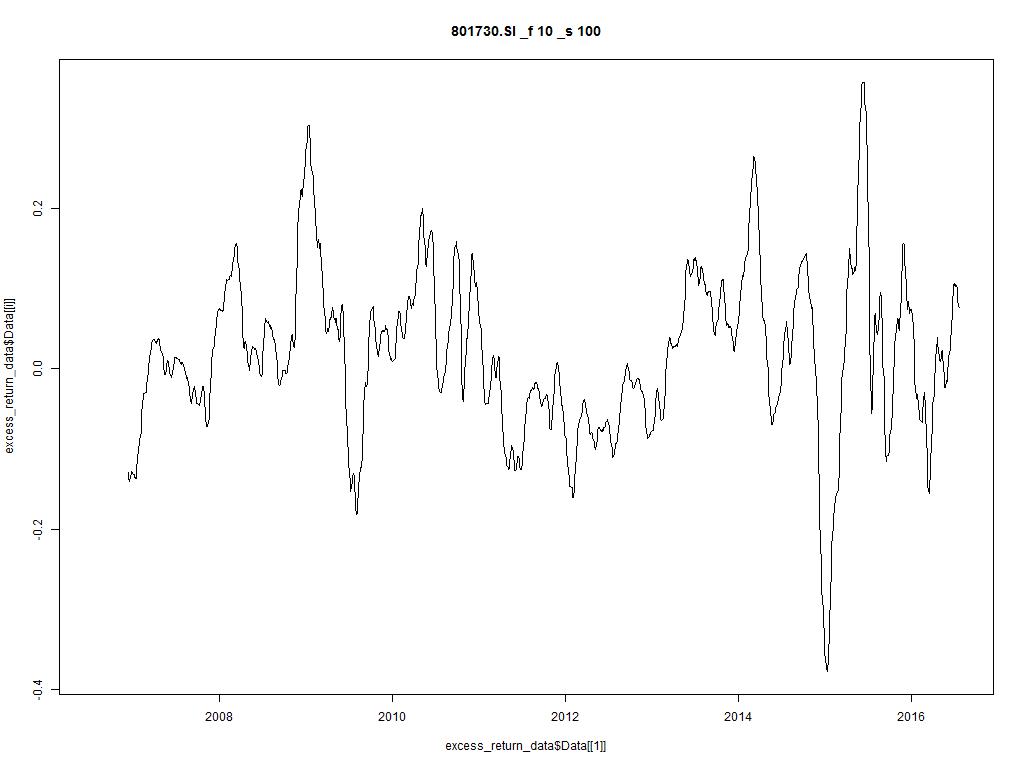 801730.SI _f 10 _s 100
excess_return_data$Data[[i]]
0.2
0.0
-0.2
-0.4
2008 2010 2012 2014 2016
excess_return_data$Data[[1]]